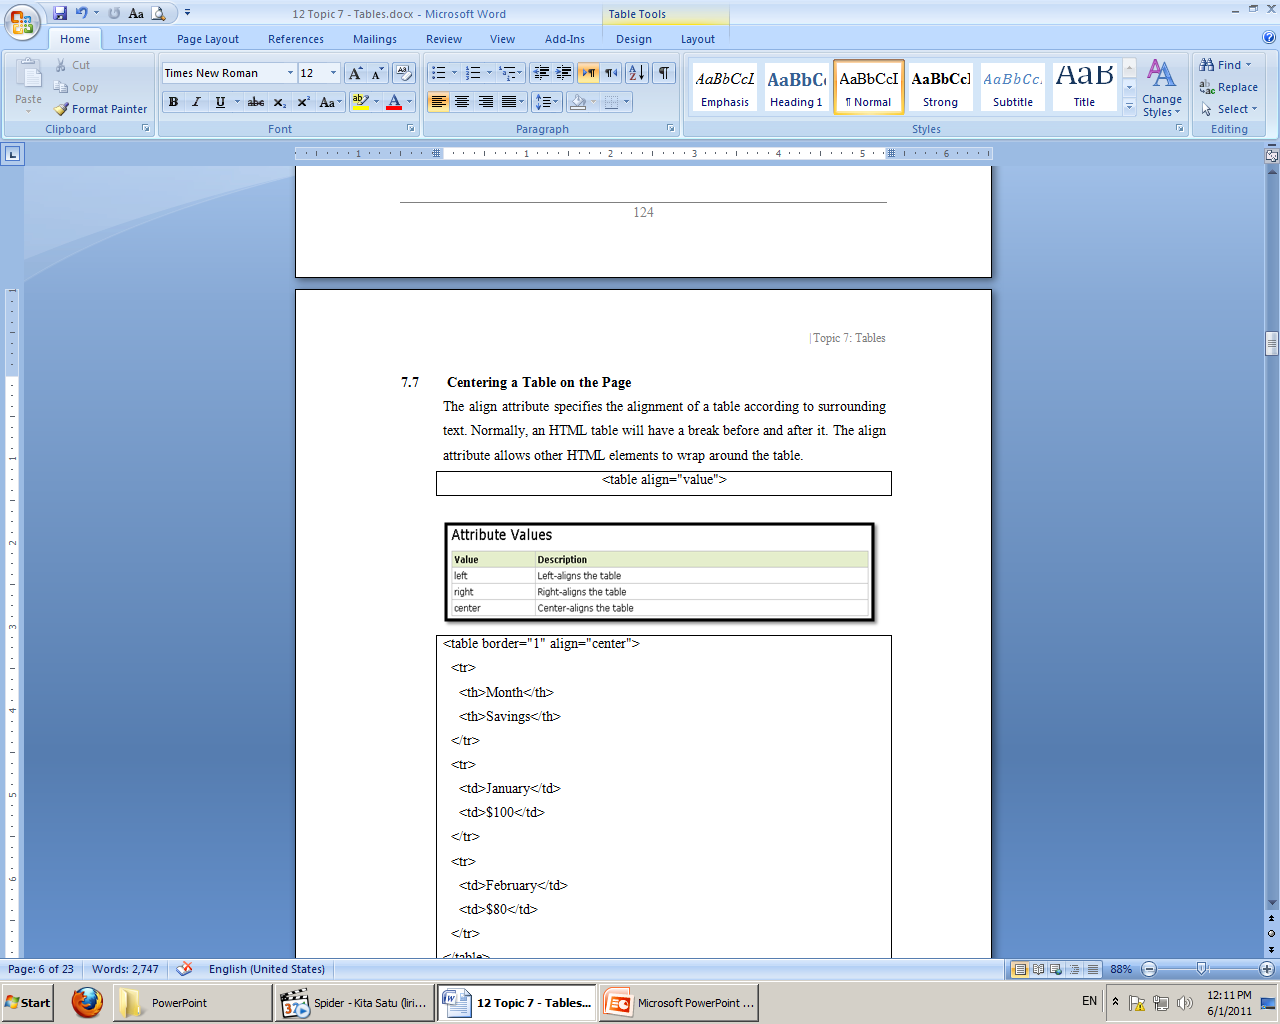 12 Topic 7 - Tables.docx - Microsoft Word
Table Tools
Home Insert Page Layout References Mailings Review View Add-Ins Design Layout
Paste
Cut
Copy
Format Painter
Clipboard
Times New Roman 12
Font
Paragraph
AaBbCcI AaBbCc AaBbCcI AaBbCcI AaBbCc. AaB
Emphasis Heading 1 ¶ Normal Strong Subtitle Title
Change Styles
Styles
Find
Replace
Select
Editing
1 1 2 3 4 5 6
124
Topic 7: Tables
7.7 Centering a Table on the Page
The align attribute specifies the alignment of a table according to surrounding
text. Normally, an HTML table will have a break before and after it. The align
attribute allows other HTML elements to wrap around the table.
<table align="value">
Attribute Values
Value Description
left Left-aligns the table
right Right-aligns the table
center Center-aligns the table
<table border="1" align="center">
<tr>
<th>Month</th>
<th>Savings</th>
</tr>
<tr>
<td>January</td>
<td>$100</td>
</tr>
<tr>
<td>February</td>
<td>$80</td>
</tr>
</table>
Page: 6 of 23 Words: 2,747 English (United States) 88%
Start PowerPoint Spider - Kita Satu (liri... 12 Topic 7 - Tables... Microsoft PowerPoint ... EN 12:11 PM
6/1/2011